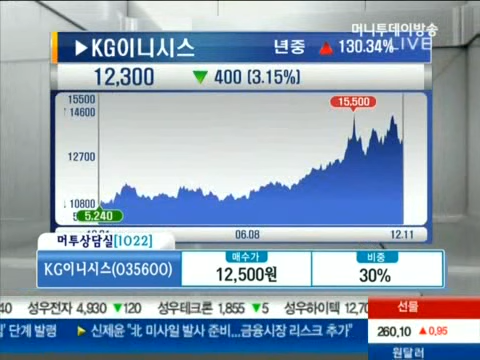 머니투데이방송
LIVE
▶KG이니시스 년중 ▲ 130.34%
12,300 ▼ 400 (3.15%)
15500
↑ 14600
12700
↓ 10800
15,500
5,240
06.08
12.11
머투상담실[1022]
KG이니시스(035600)
매수가
12,500원
비중
30%
성우전자 4,930 ▼120 성우테크론 1,855 ▼5 성우하이텍 12,70
' 단계 발령 ▶ 신제윤 "北 미사일 발사 준비...금융시장 리스크 추가"
선물
260,10 ▲0,95
원달러